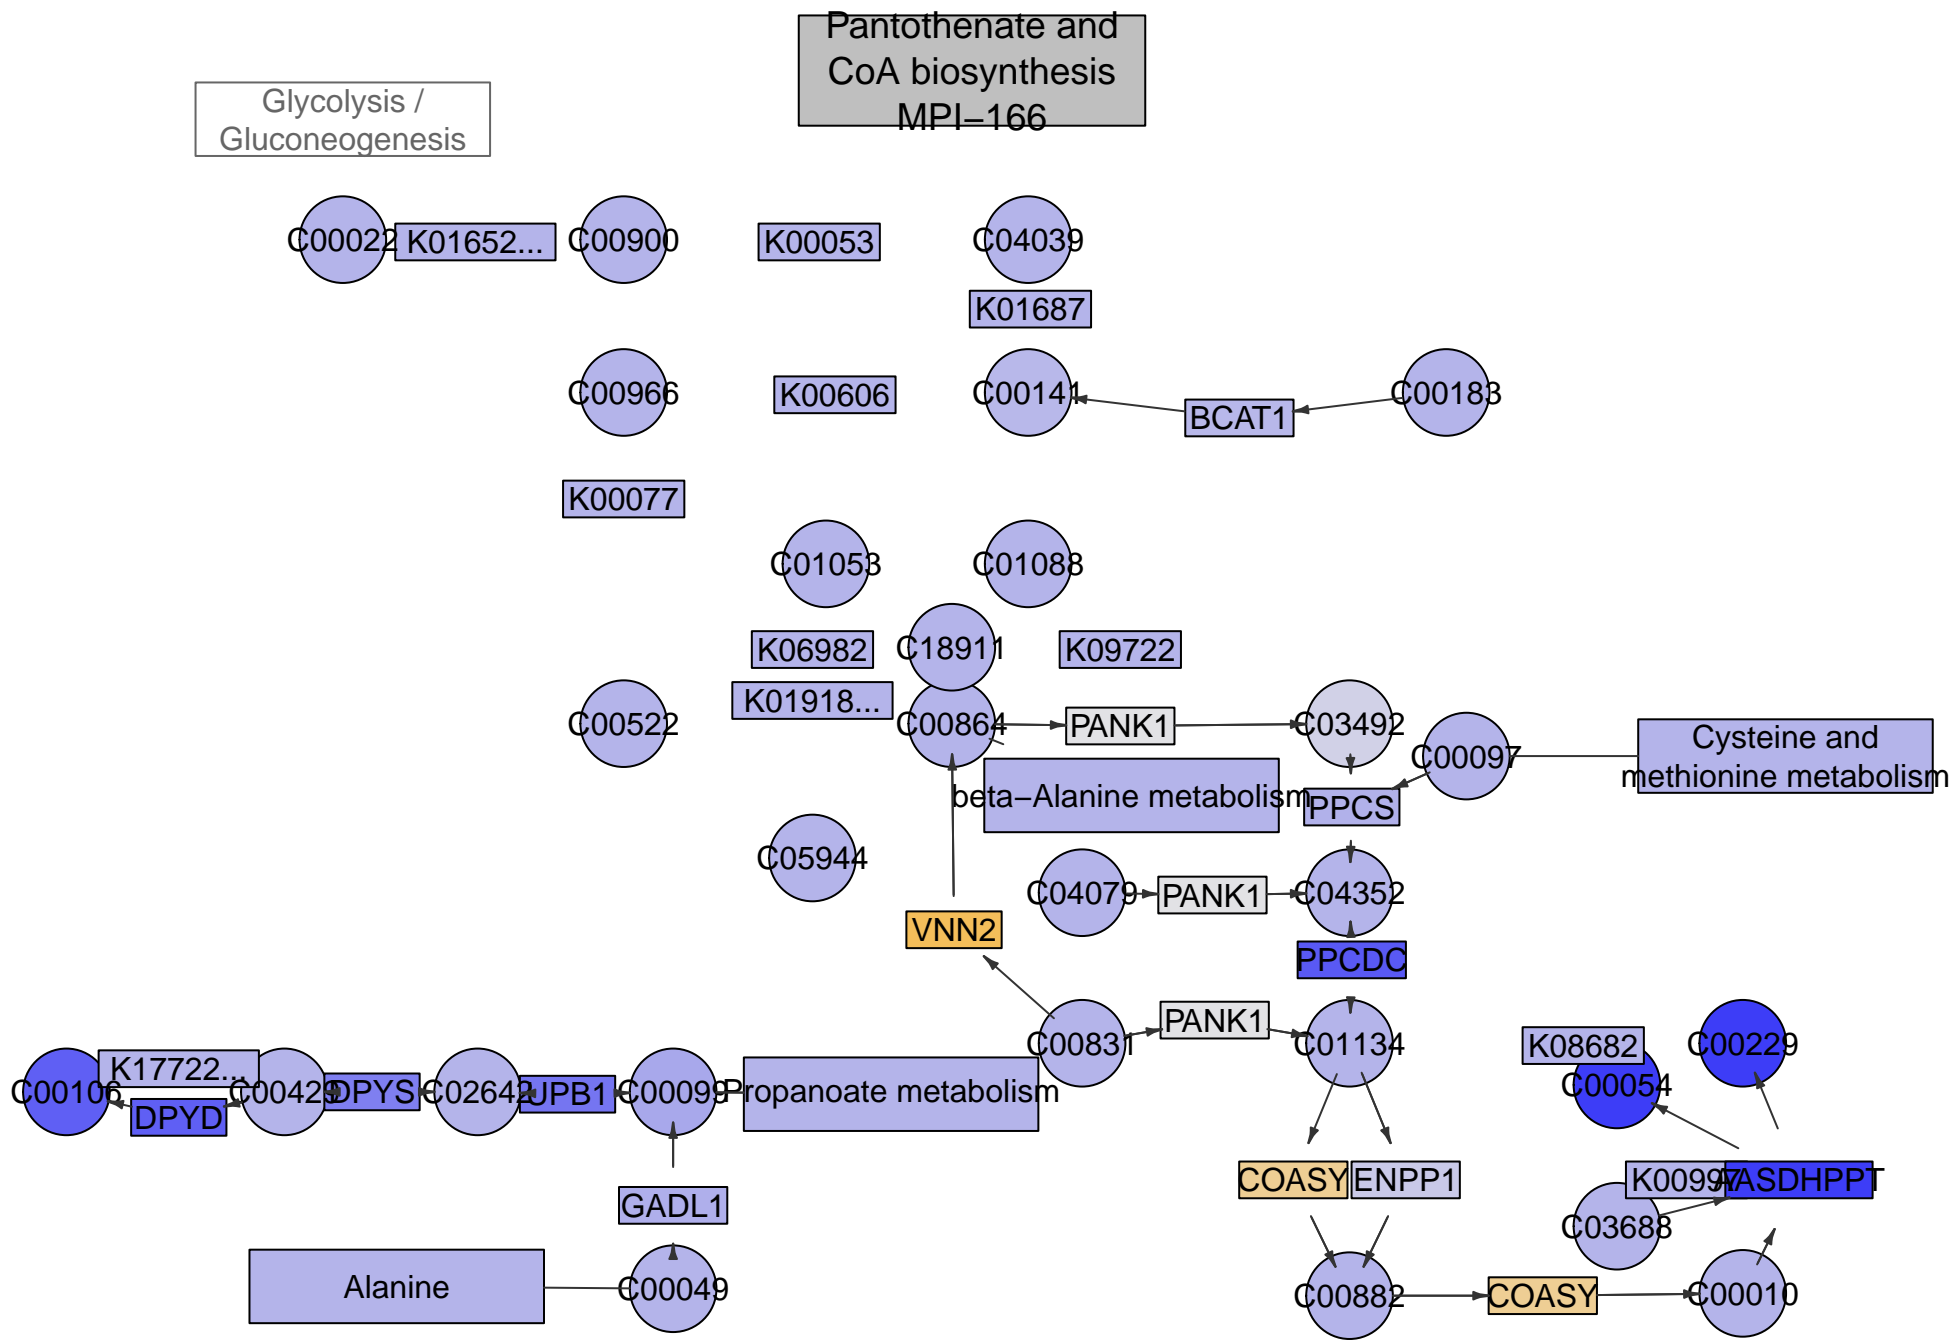 Pantothenate and
CoA biosynthesis
MPI−166
Glycolysis /
Gluconeogenesis
C00022
K01652...
C00900
K00053
C04039
K01687
C00966
K00606
C00141
BCAT1
C00183
K00077
C01053
C01088
K06982
C18911
K09722
K01918...
C00522
C00864
PANK1
C03492
C00097
Cysteine and
methionine metabolism
beta−Alanine metabolism
PPCS
C05944
C04079
PANK1
C04352
VNN2
PPCDC
C00831
PANK1
C01134
K08682
C00229
C00054
K17722...
C00106
DPYD
C00429
DPYS
C02642
UPB1
C00099
Propanoate metabolism
COASY
ENPP1
K00997
AASDHPPT
GADL1
C03688
Alanine
C00049
C00882
COASY
C00010